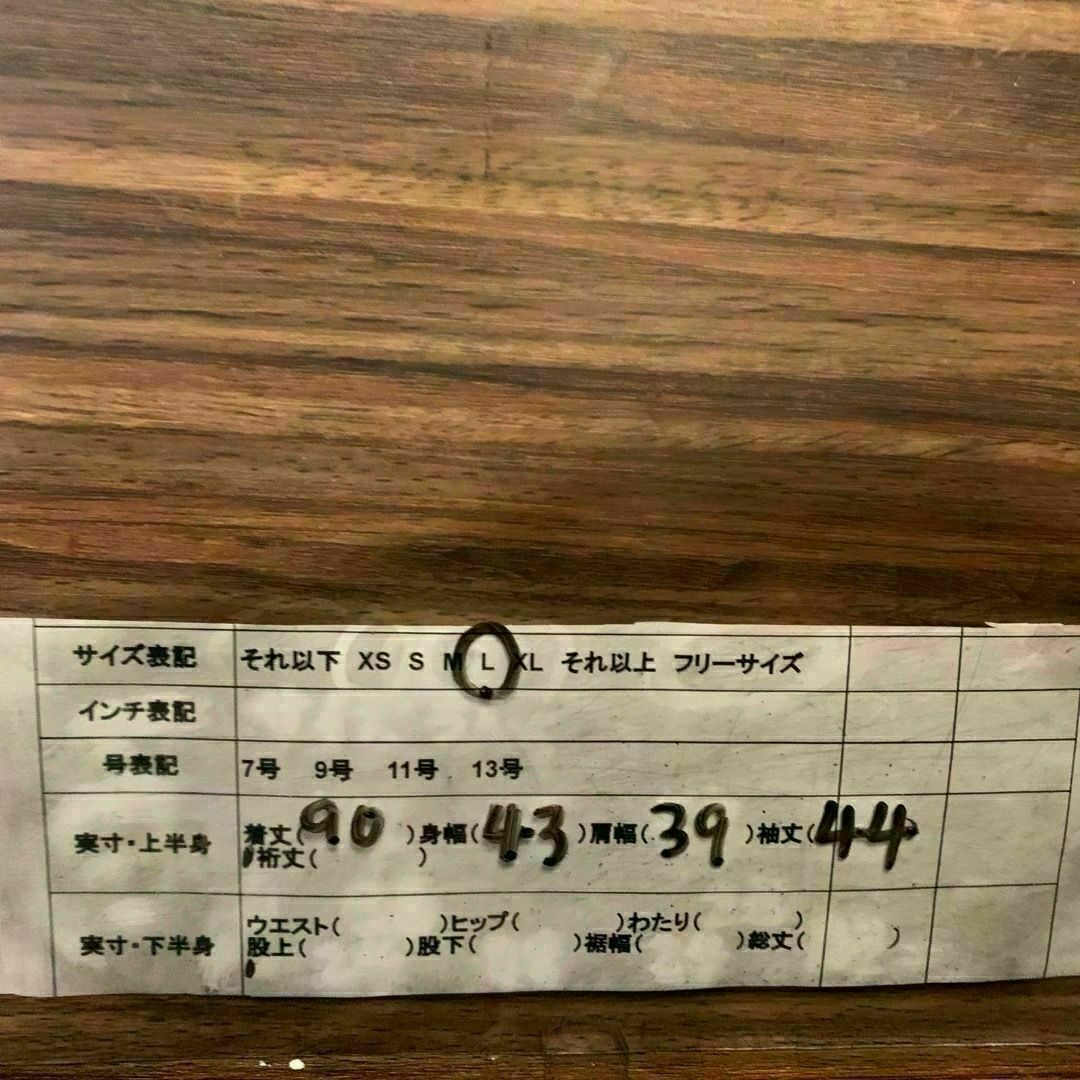 サイズ表記 それ以下 XS S M L XL それ以上 フリーサイズ
インチ表記
号表記 7号 9号 11号 13号
実寸・上半身 着丈(90 )身幅(43 )肩幅( 39 )袖丈(44
裄丈( )
実寸・下半身 ウエスト( )ヒップ( )わたり( )
股上( )股下( )裾幅( )総丈( )